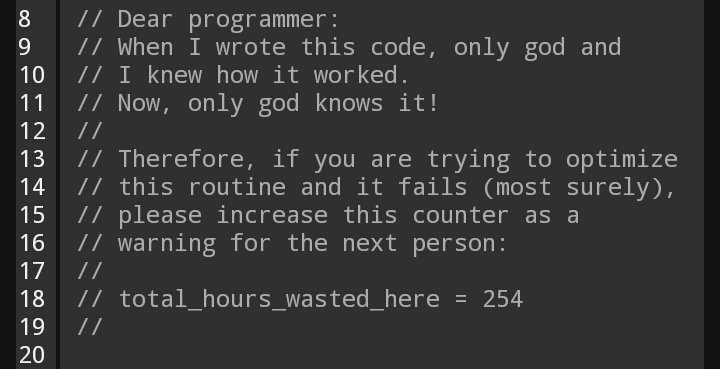 8 // Dear programmer:
9 // When I wrote this code, only god and
10 // I knew how it worked.
11 // Now, only god knows it!
12 //
13 // Therefore, if you are trying to optimize
14 // this routine and it fails (most surely),
15 // please increase this counter as a
16 // warning for the next person:
17 //
18 // total_hours_wasted_here = 254
19 //
20